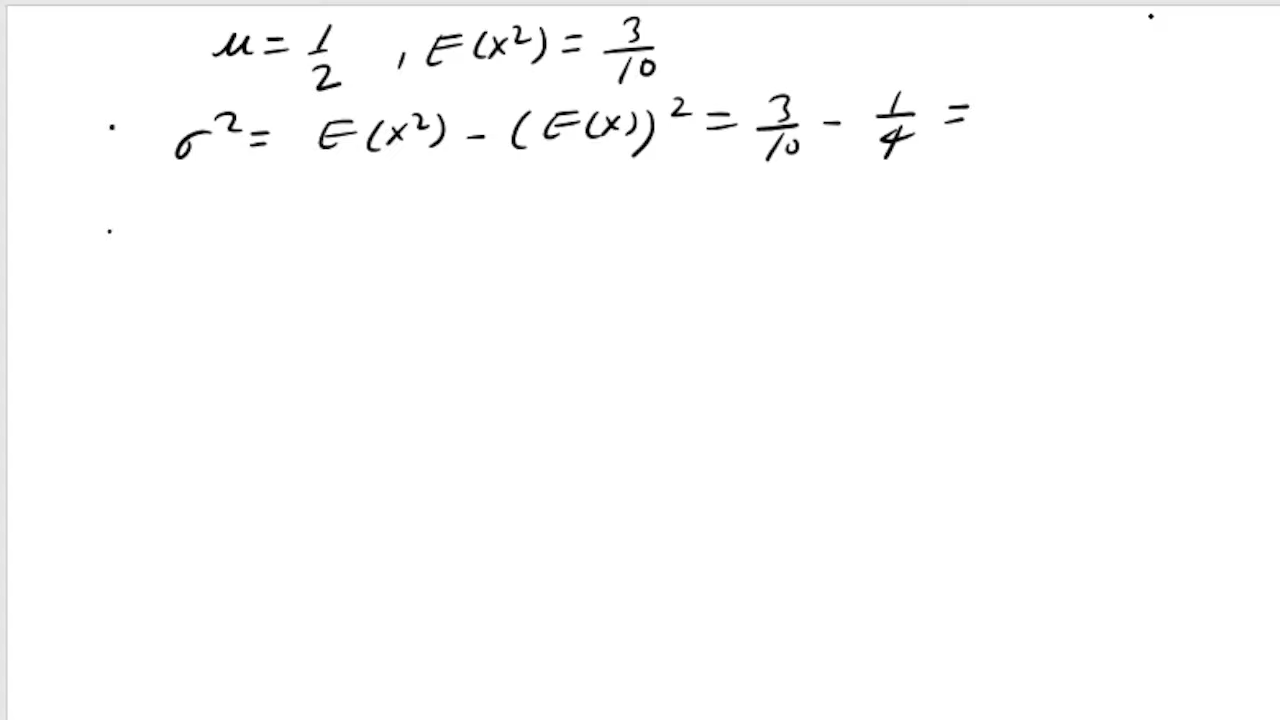 μ = 1/2 , E(x²) = 3/10
σ² = E(x²) - (E(x))² = 3/10 - 1/4 =